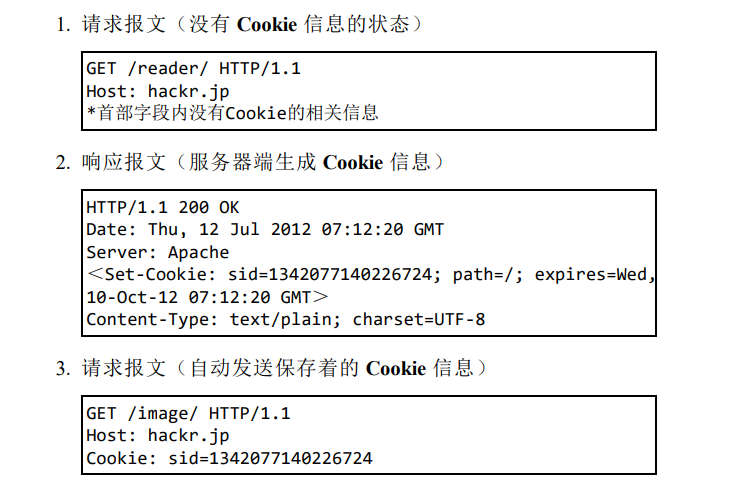 1. 请求报文（没有 Cookie 信息的状态）
GET /reader/ HTTP/1.1
Host: hackr.jp
*首部字段内没有Cookie的相关信息
2. 响应报文（服务器端生成 Cookie 信息）
HTTP/1.1 200 OK
Date: Thu, 12 Jul 2012 07:12:20 GMT
Server: Apache
＜Set-Cookie: sid=1342077140226724; path=/; expires=Wed,
10-Oct-12 07:12:20 GMT＞
Content-Type: text/plain; charset=UTF-8
3. 请求报文（自动发送保存着的 Cookie 信息）
GET /image/ HTTP/1.1
Host: hackr.jp
Cookie: sid=1342077140226724